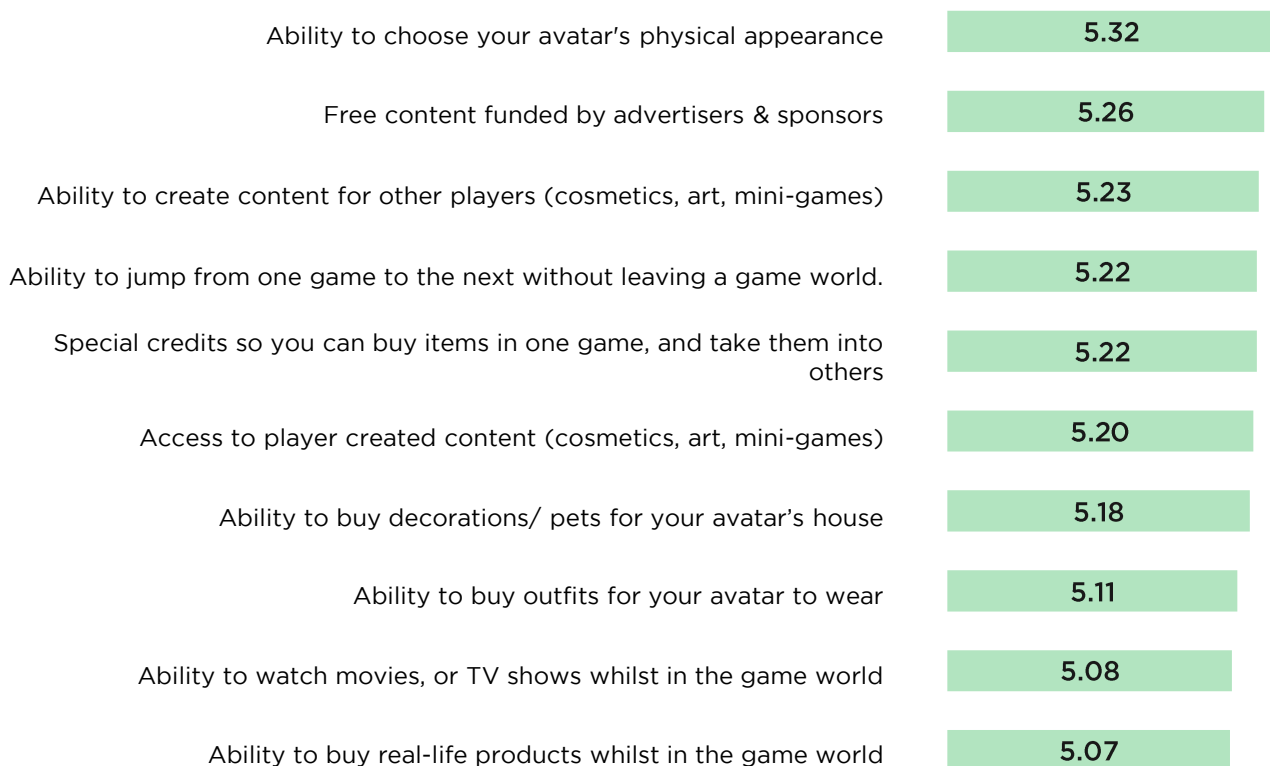 Ability to choose your avatar's physical appearance
5.32
Free content funded by advertisers & sponsors
5.26
Ability to create content for other players (cosmetics, art, mini-games)
5.23
Ability to jump from one game to the next without leaving a game world.
5.22
Special credits so you can buy items in one game, and take them into
others
5.22
Access to player created content (cosmetics, art, mini-games)
5.20
Ability to buy decorations/ pets for your avatar’s house
5.18
Ability to buy outfits for your avatar to wear
5.11
Ability to watch movies, or TV shows whilst in the game world
5.08
Ability to buy real-life products whilst in the game world
5.07